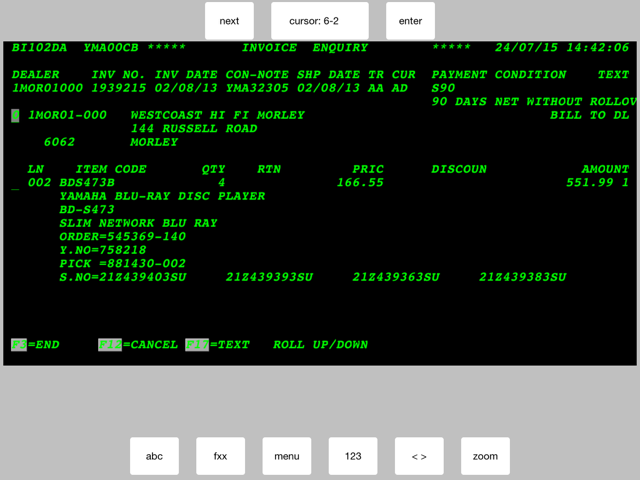 next cursor: 6-2 enter
BI102DA YMA00CB ***** INVOICE ENQUIRY ***** 24/07/15 14:42:06
DEALER INV NO. INV DATE CON-NOTE SHP DATE TR CUR PAYMENT CONDITION TEXT
1MOR01000 1939215 02/08/13 YMA32305 02/08/13 AA AD S90
90 DAYS NET WITHOUT ROLLOV
D 1MOR01-000 WESTCOAST HI FI MORLEY BILL TO DL
144 RUSSELL ROAD
6062 MORLEY
LN ITEM CODE QTY RTN PRIC DISCOUN AMOUNT
_ 002 BDS473B 4 166.55 551.99 1
YAMAHA BLU-RAY DISC PLAYER
BD-S473
SLIM NETWORK BLU RAY
ORDER=545369-140
Y.NO=758218
PICK =881430-002
S.NO=21Z439403SU 21Z439393SU 21Z439363SU 21Z439383SU
F3=END F12=CANCEL F17=TEXT ROLL UP/DOWN
abc fxx menu 123 < > zoom